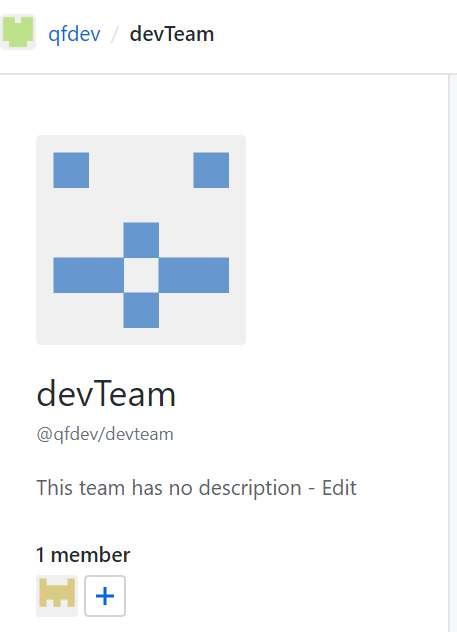 qfdev / devTeam
devTeam
@qfdev/devteam
This team has no description - Edit
1 member
+